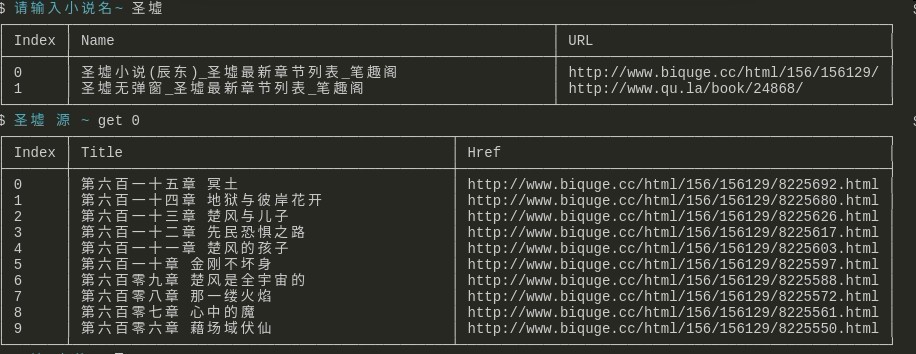 $ 请输入小说名~ 圣墟
Index Name URL
0 圣墟小说(辰东)_圣墟最新章节列表_笔趣阁 http://www.biquge.cc/html/156/156129/
1 圣墟无弹窗_圣墟最新章节列表_笔趣阁 http://www.qu.la/book/24868/
$ 圣墟 源 ~ get 0
Index Title Href
0 第六百一十五章 冥土 http://www.biquge.cc/html/156/156129/8225692.html
1 第六百一十四章 地狱与彼岸花开 http://www.biquge.cc/html/156/156129/8225680.html
2 第六百一十三章 楚风与儿子 http://www.biquge.cc/html/156/156129/8225626.html
3 第六百一十二章 先民恐惧之路 http://www.biquge.cc/html/156/156129/8225617.html
4 第六百一十一章 楚风的孩子 http://www.biquge.cc/html/156/156129/8225603.html
5 第六百一十章 金刚不坏身 http://www.biquge.cc/html/156/156129/8225597.html
6 第六百零九章 楚风是全宇宙的 http://www.biquge.cc/html/156/156129/8225588.html
7 第六百零八章 那一缕火焰 http://www.biquge.cc/html/156/156129/8225572.html
8 第六百零七章 心中的魔 http://www.biquge.cc/html/156/156129/8225561.html
9 第六百零六章 藉场域伏仙 http://www.biquge.cc/html/156/156129/8225550.html